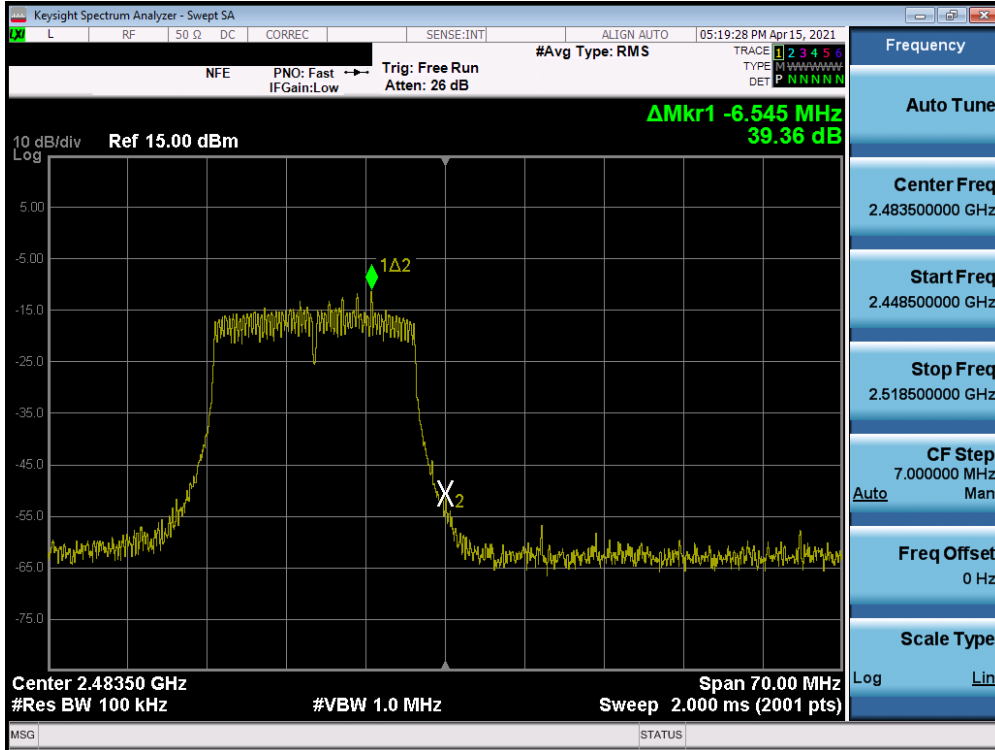 Keysight Spectrum Analyzer - Swept SA
LXI L RF 50 Ω DC CORREC SENSE:INT ALIGN AUTO 05:19:28 PM Apr 15, 2021
#Avg Type: RMS TRACE 1 2 3 4 5 6
NFE PNO: Fast Trig: Free Run TYPE M WWWWW
IFGain:Low Atten: 26 dB DET P N N N N N
ΔMkr1 -6.545 MHz
39.36 dB
10 dB/div Ref 15.00 dBm
Log
5.00
-5.00
1Δ2
-15.0
-25.0
-35.0
-45.0
2
-55.0
-65.0
-75.0
Center 2.48350 GHz Span 70.00 MHz
#Res BW 100 kHz #VBW 1.0 MHz Sweep 2.000 ms (2001 pts)
MSG STATUS
Frequency
Auto Tune
Center Freq
2.483500000 GHz
Start Freq
2.448500000 GHz
Stop Freq
2.518500000 GHz
CF Step
7.000000 MHz
Auto Man
Freq Offset
0 Hz
Scale Type
Log Lin